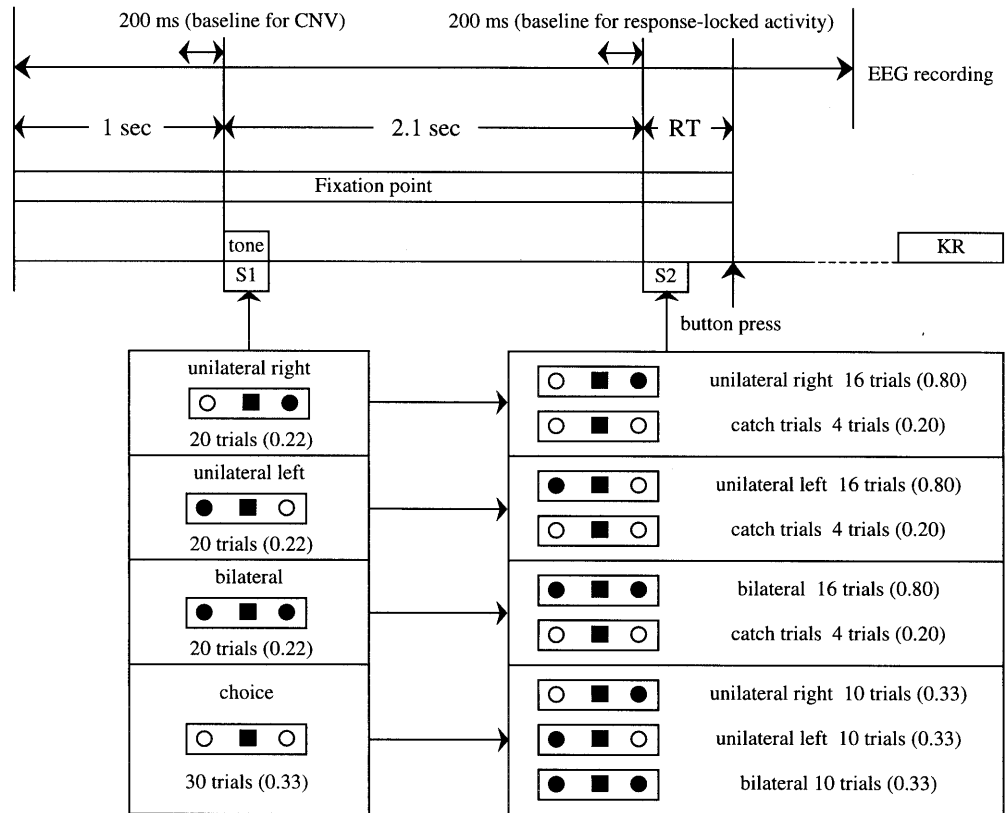 200 ms (baseline for CNV)
200 ms (baseline for response-locked activity)
EEG recording
1 sec
2.1 sec
RT
Fixation point
tone
S1
S2
KR
button press
unilateral right
20 trials (0.22)
unilateral left
20 trials (0.22)
bilateral
20 trials (0.22)
choice
30 trials (0.33)
unilateral right 16 trials (0.80)
catch trials 4 trials (0.20)
unilateral left 16 trials (0.80)
catch trials 4 trials (0.20)
bilateral 16 trials (0.80)
catch trials 4 trials (0.20)
unilateral right 10 trials (0.33)
unilateral left 10 trials (0.33)
bilateral 10 trials (0.33)